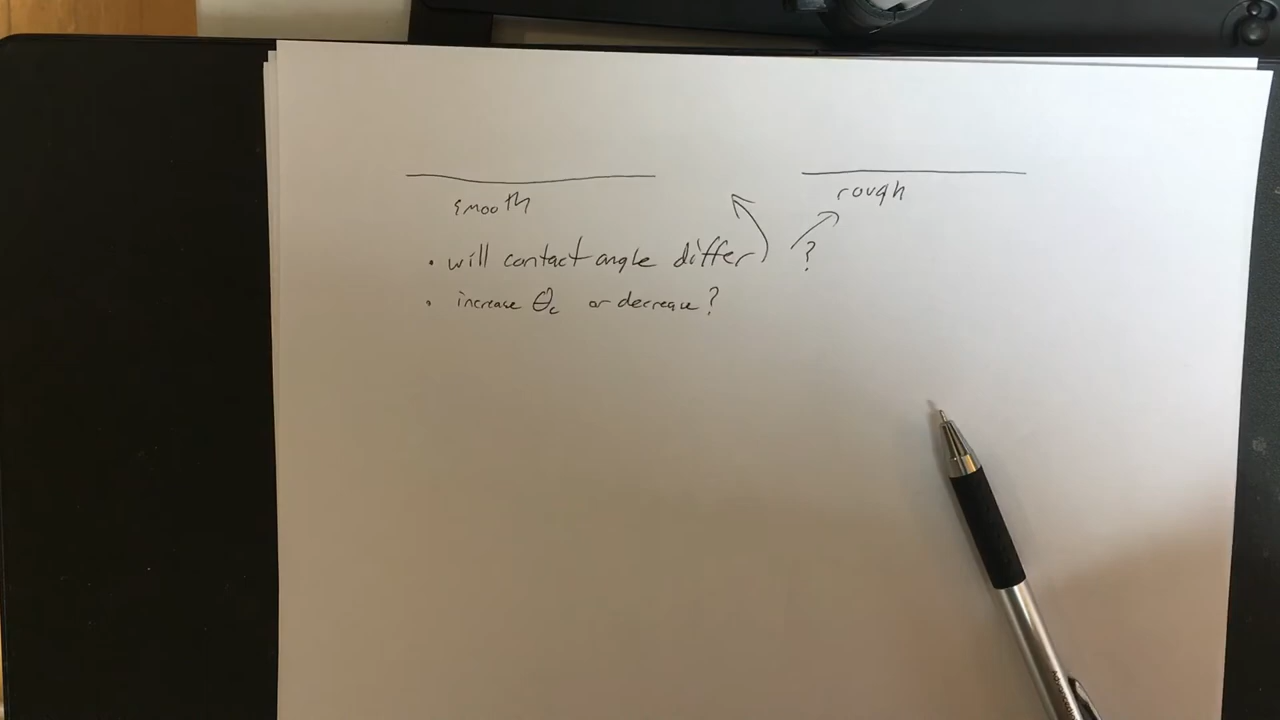 smooth
rough
• will contact angle differ ?
• increase θc or decrease?